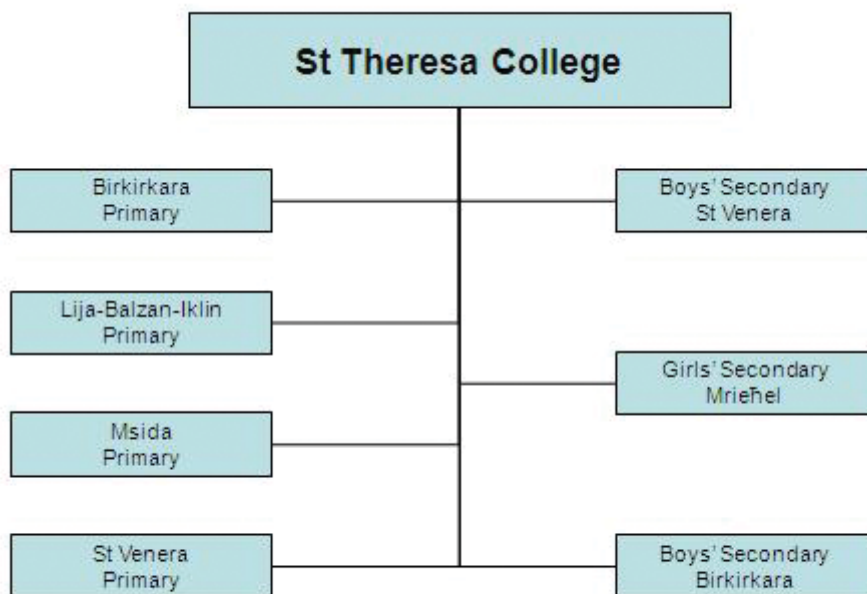 St Theresa College
Birkirkara
Primary
Lija-Balzan-Iklin
Primary
Msida
Primary
St Venera
Primary
Boys' Secondary
St Venera
Girls' Secondary
Mrieħel
Boys' Secondary
Birkirkara